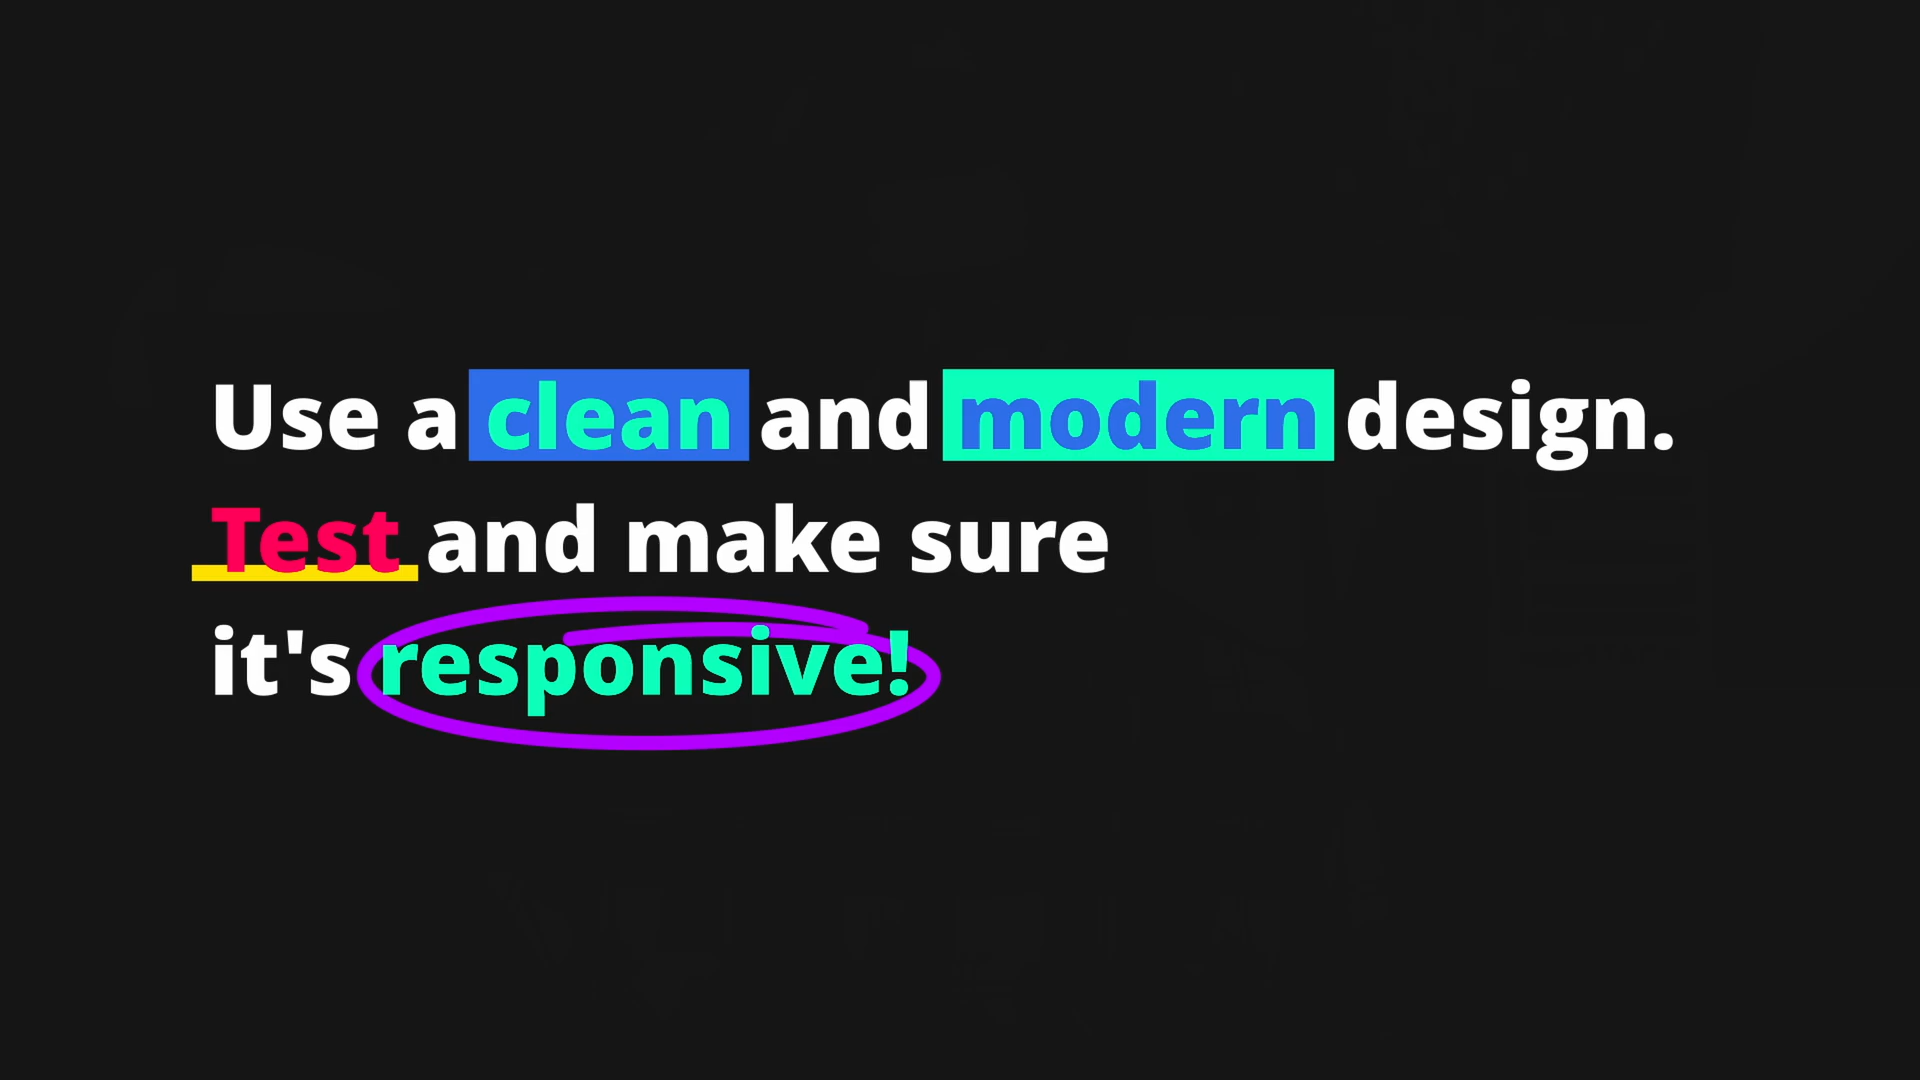 Use a clean and modern design.
Test and make sure
it's responsive!